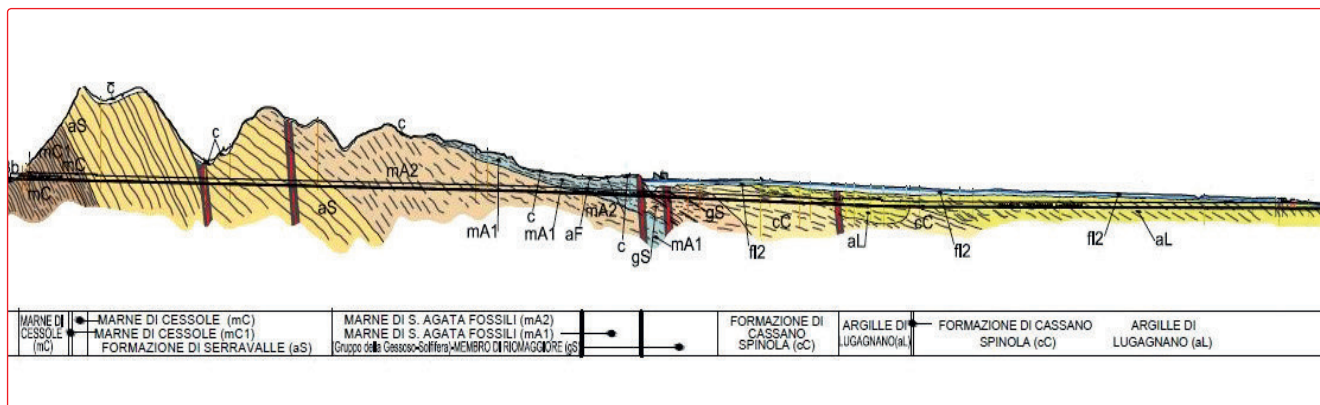 c
aS
mC1
mC
mC
c
aS
c
mA2
mA1
c
mA1
aF
mA2
c
gS
mA1
gS
fl2
cC
aL
cC
fl2
fl2
aL
MARNE DI
CESSOLE
(mC)
MARNE DI CESSOLE (mC)
MARNE DI CESSOLE (mC1)
FORMAZIONE DI SERRAVALLE (aS)
MARNE DI S. AGATA FOSSILI (mA2)
MARNE DI S. AGATA FOSSILI (mA1)
(Gruppo della Gessoso-Solfifera)-MEMBRO DI RIOMAGGIORE (gS)
FORMAZIONE DI
CASSANO
SPINOLA (cC)
ARGILLE DI
LUGAGNANO(aL)
FORMAZIONE DI CASSANO
SPINOLA (cC)
ARGILLE DI
LUGAGNANO (aL)